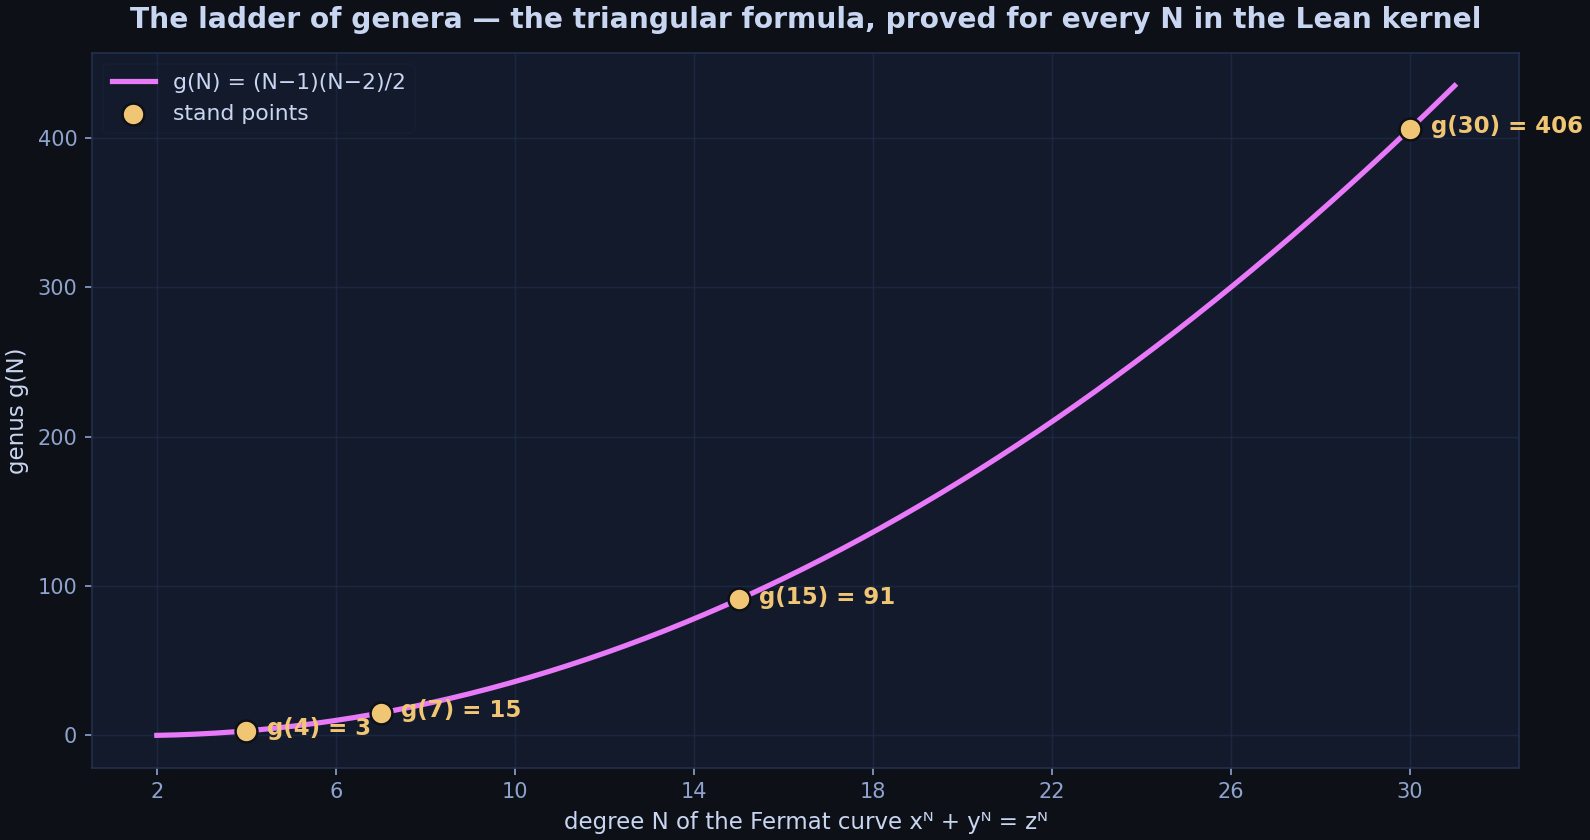 The ladder of genera — the triangular formula, proved for every N in the Lean kernel
g(N) = (N−1)(N−2)/2
stand points
g(30) = 406
g(15) = 91
g(7) = 15
g(4) = 3
400
300
200
100
0
genus g(N)
2 6 10 14 18 22 26 30
degree N of the Fermat curve xᴺ + yᴺ = zᴺ